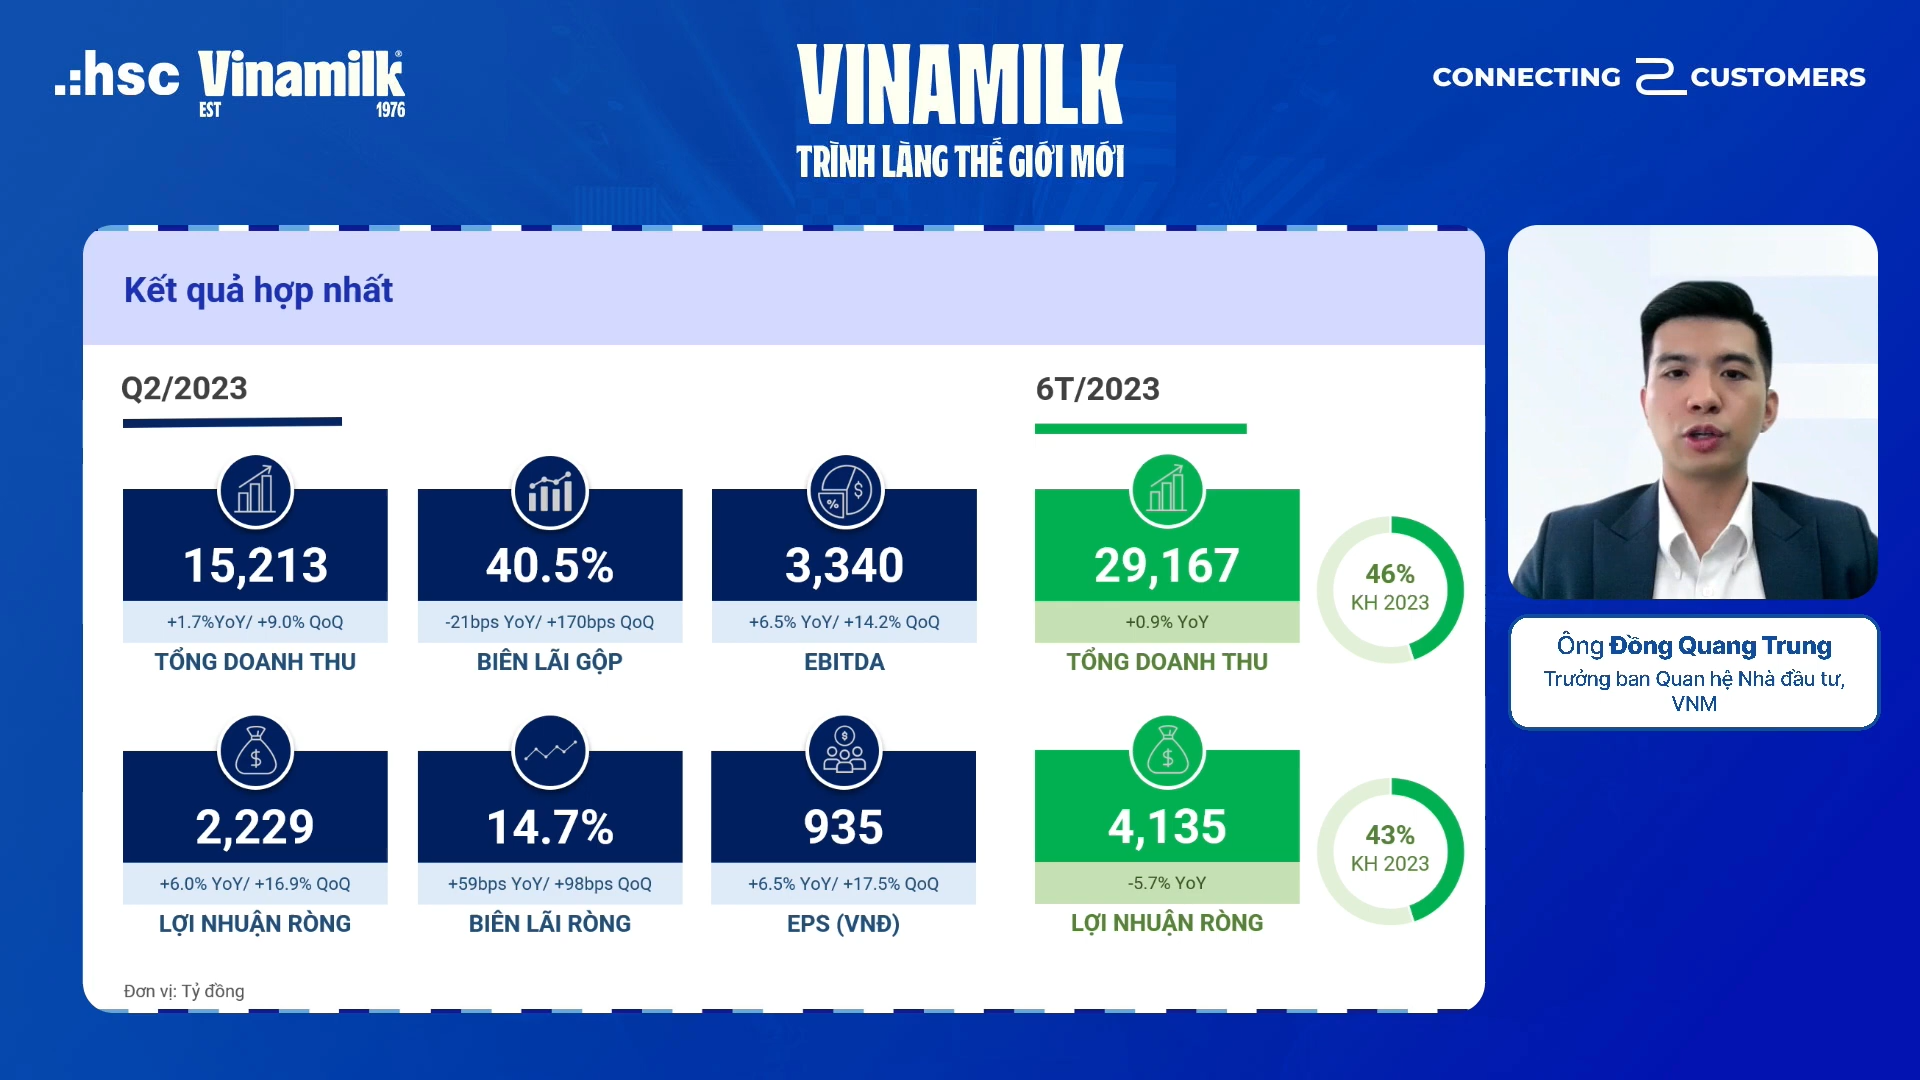 .:hsc Vinamilk®
EST 1976
VINAMILK
TRÌNH LÀNG THẾ GIỚI MỚI
CONNECTING CUSTOMERS
Kết quả hợp nhất
Q2/2023
15,213
+1.7%YoY/ +9.0% QoQ
TỔNG DOANH THU
40.5%
-21bps YoY/ +170bps QoQ
BIÊN LÃI GỘP
3,340
+6.5% YoY/ +14.2% QoQ
EBITDA
2,229
+6.0% YoY/ +16.9% QoQ
LỢI NHUẬN RÒNG
14.7%
+59bps YoY/ +98bps QoQ
BIÊN LÃI RÒNG
935
+6.5% YoY/ +17.5% QoQ
EPS (VNĐ)
6T/2023
29,167
+0.9% YoY
TỔNG DOANH THU
46%
KH 2023
4,135
-5.7% YoY
LỢI NHUẬN RÒNG
43%
KH 2023
Đơn vị: Tỷ đồng
Ông Đồng Quang Trung
Trưởng ban Quan hệ Nhà đầu tư,
VNM